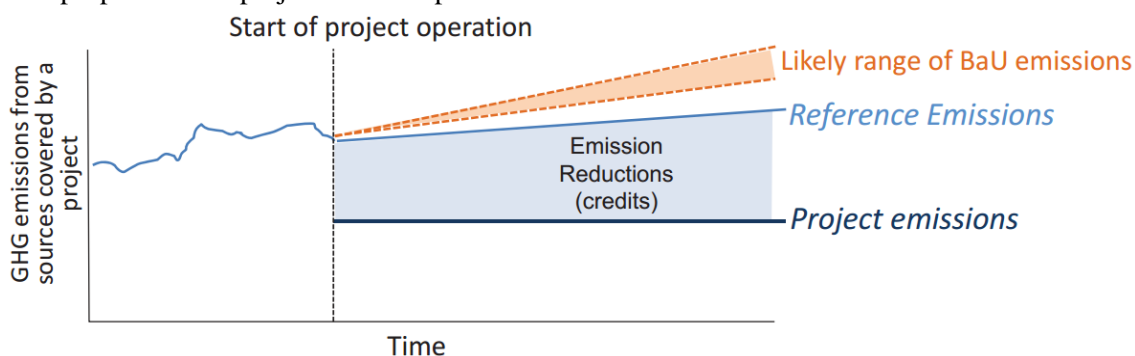 Start of project operation
GHG emissions from
sources covered by a
project
Likely range of BaU emissions
Reference Emissions
Emission
Reductions
(credits)
Project emissions
Time